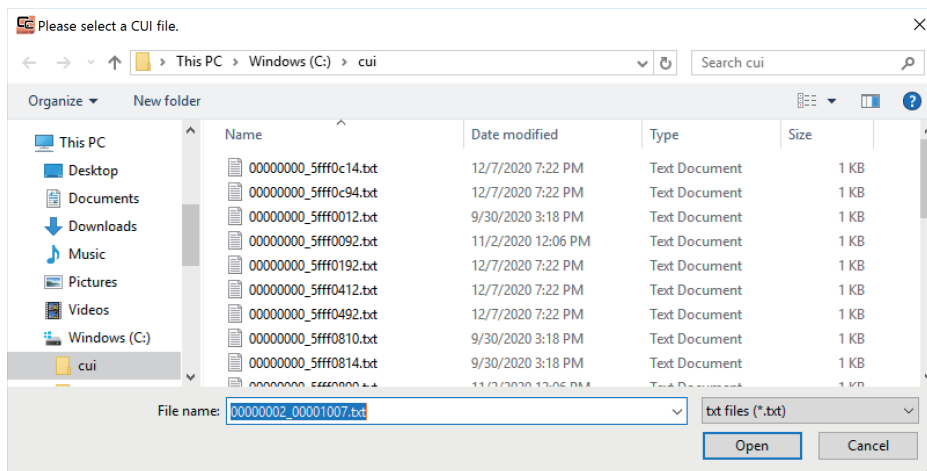 Please select a CUI file.
This PC > Windows (C:) > cui
Search cui
Organize
New folder
Name
Date modified
Type
Size
This PC
Desktop
Documents
Downloads
Music
Pictures
Videos
Windows (C:)
cui
00000000_5fff0c14.txt 12/7/2020 7:22 PM Text Document 1 KB
00000000_5fff0c94.txt 12/7/2020 7:22 PM Text Document 1 KB
00000000_5fff0012.txt 9/30/2020 3:18 PM Text Document 1 KB
00000000_5fff0092.txt 11/2/2020 12:06 PM Text Document 1 KB
00000000_5fff0192.txt 12/7/2020 7:22 PM Text Document 1 KB
00000000_5fff0412.txt 12/7/2020 7:22 PM Text Document 1 KB
00000000_5fff0492.txt 12/7/2020 7:22 PM Text Document 1 KB
00000000_5fff0810.txt 9/30/2020 3:18 PM Text Document 1 KB
00000000_5fff0814.txt 9/30/2020 3:18 PM Text Document 1 KB
File name: 00000002_00001007.txt
txt files (*.txt)
Open
Cancel